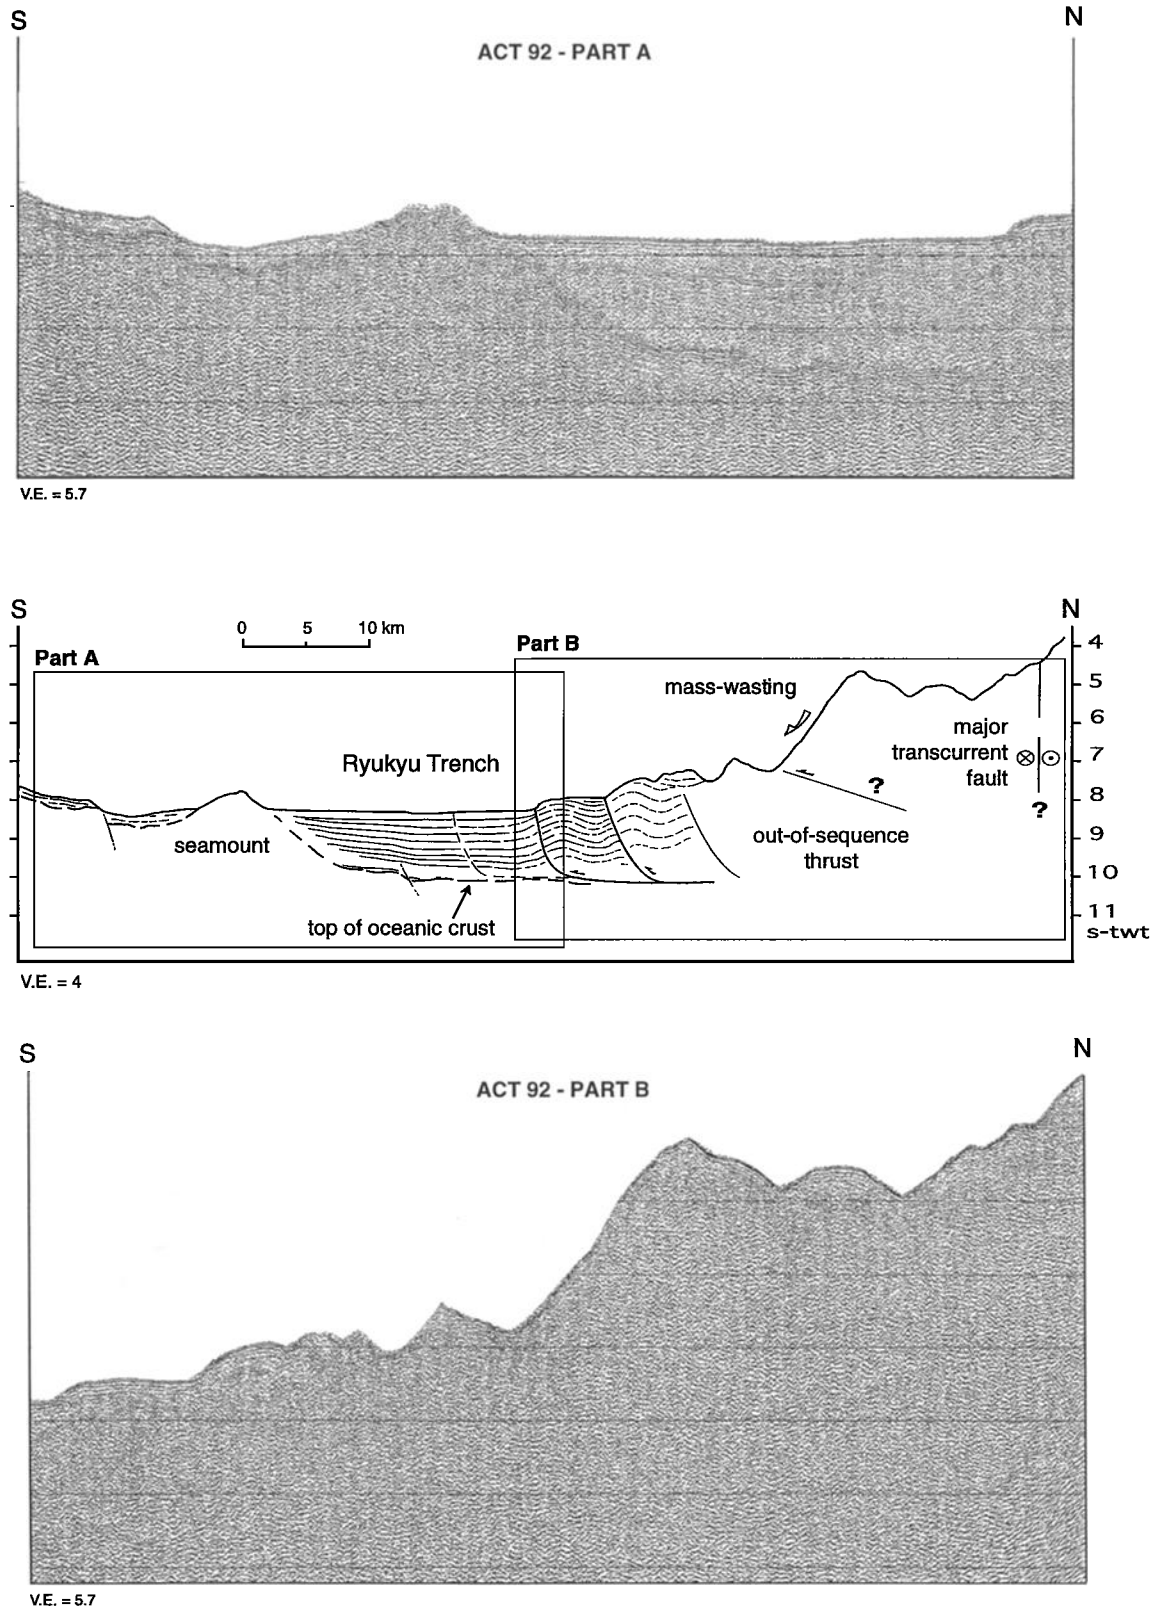 S
N
ACT 92 - PART A
V.E. = 5.7
S
N
0 5 10 km
Part A
Part B
4
5
6
7
8
9
10
11
s-twt
mass-wasting
major
transcurrent
fault
?
Ryukyu Trench
?
seamount
out-of-sequence
thrust
top of oceanic crust
V.E. = 4
S
N
ACT 92 - PART B
V.E. = 5.7